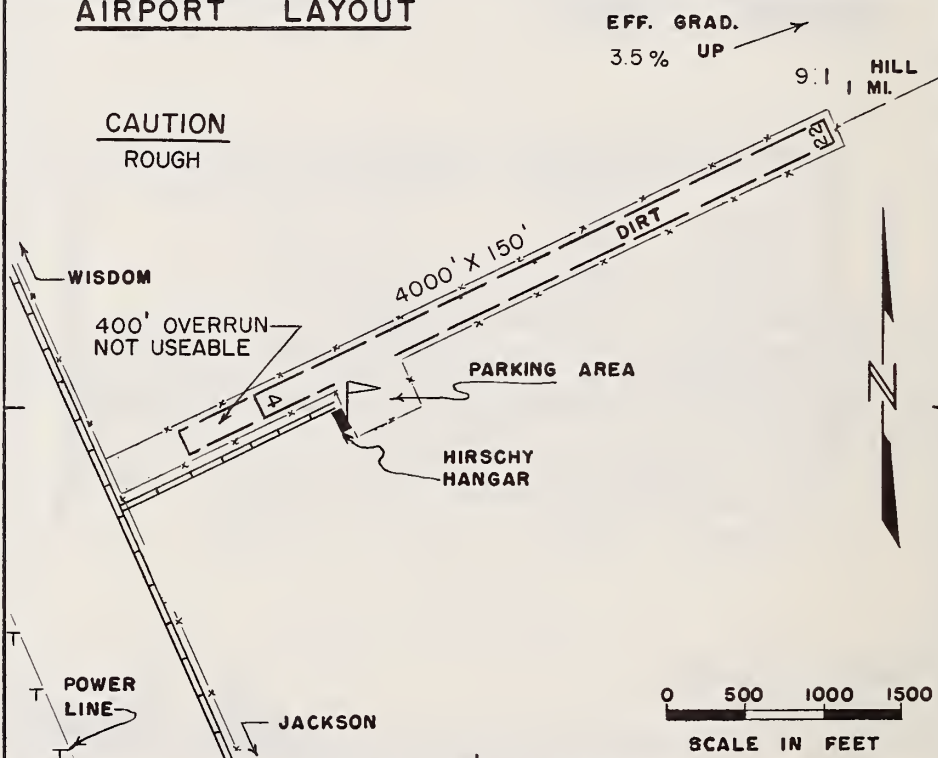 AIRPORT LAYOUT
EFF. GRAD.
3.5% UP
9:1 HILL
1 MI.
CAUTION
ROUGH
22
DIRT
4000' X 150'
WISDOM
400' OVERRUN
NOT USEABLE
4
PARKING AREA
N
HIRSCHY
HANGAR
POWER
LINE
T
T
T
JACKSON
0 500 1000 1500
SCALE IN FEET